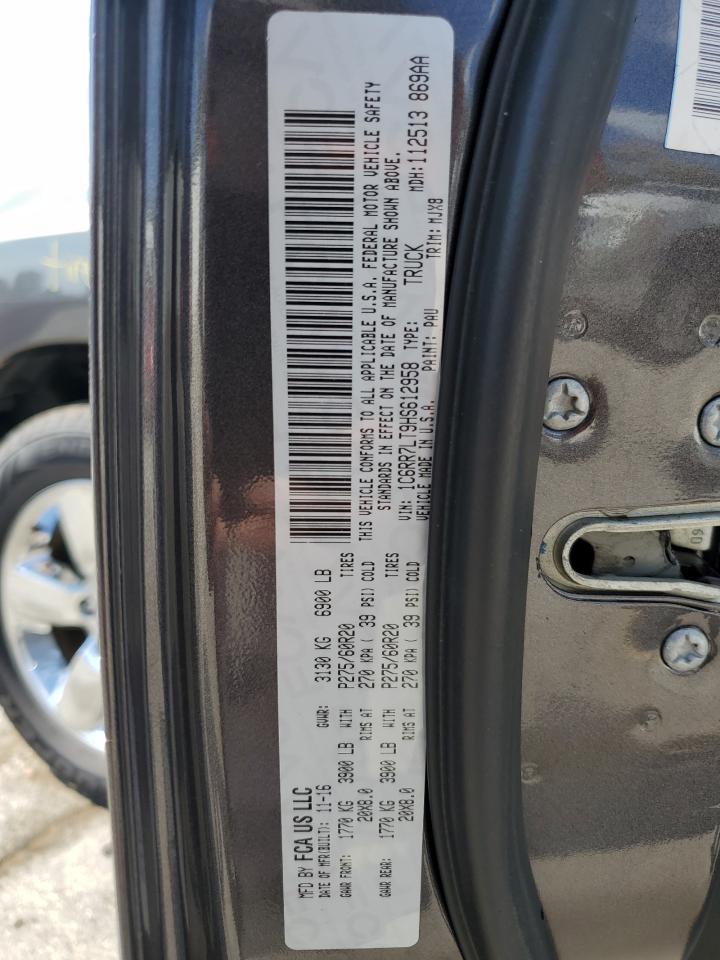 MFD BY FCA US LLC
DATE OF MFR(BUILT): 11-16 GVWR: 3130 KG 6900 LB
GAWR FRONT: 1770 KG 3900 LB WITH P275/60R20 TIRES
20X8.0 RIMS AT 270 KPA ( 39 PSI) COLD
GAWR REAR: 1770 KG 3900 LB WITH P275/60R20 TIRES
20X8.0 RIMS AT 270 KPA ( 39 PSI) COLD
THIS VEHICLE CONFORMS TO ALL APPLICABLE U.S.A. FEDERAL MOTOR VEHICLE SAFETY
STANDARDS IN EFFECT ON THE DATE OF MANUFACTURE SHOWN ABOVE.
VIN: 1C6RR7LT9HS612958 TYPE: TRUCK MDH: 112513 869AA
VEHICLE MADE IN U.S.A. PAINT: PAU TRIM: MJX8